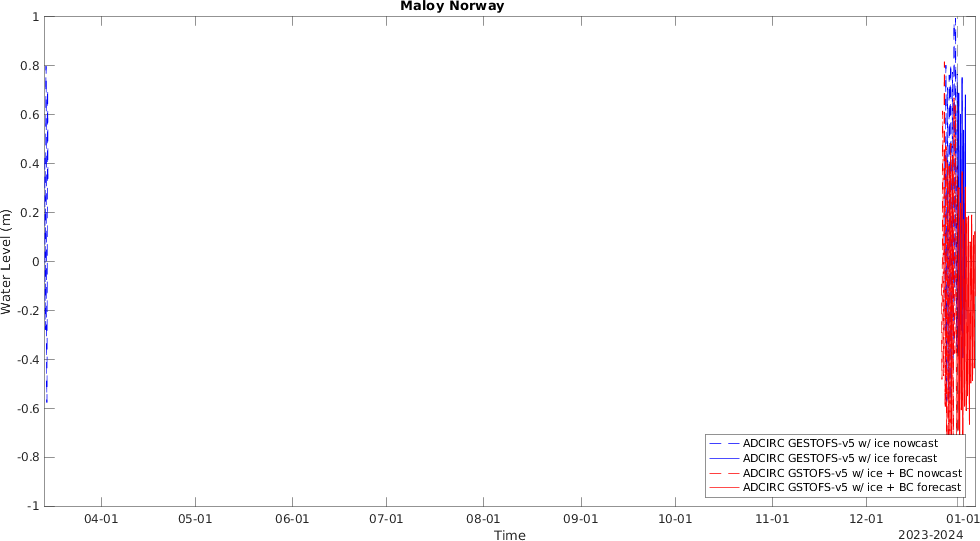 Maloy Norway
1
0.8
0.6
0.4
0.2
0
-0.2
-0.4
-0.6
-0.8
-1
Water Level (m)
ADCIRC GESTOFS-v5 w/ ice nowcast
ADCIRC GESTOFS-v5 w/ ice forecast
ADCIRC GSTOFS-v5 w/ ice + BC nowcast
ADCIRC GSTOFS-v5 w/ ice + BC forecast
04-01 05-01 06-01 07-01 08-01 09-01 10-01 11-01 12-01 01-01
Time
2023-2024